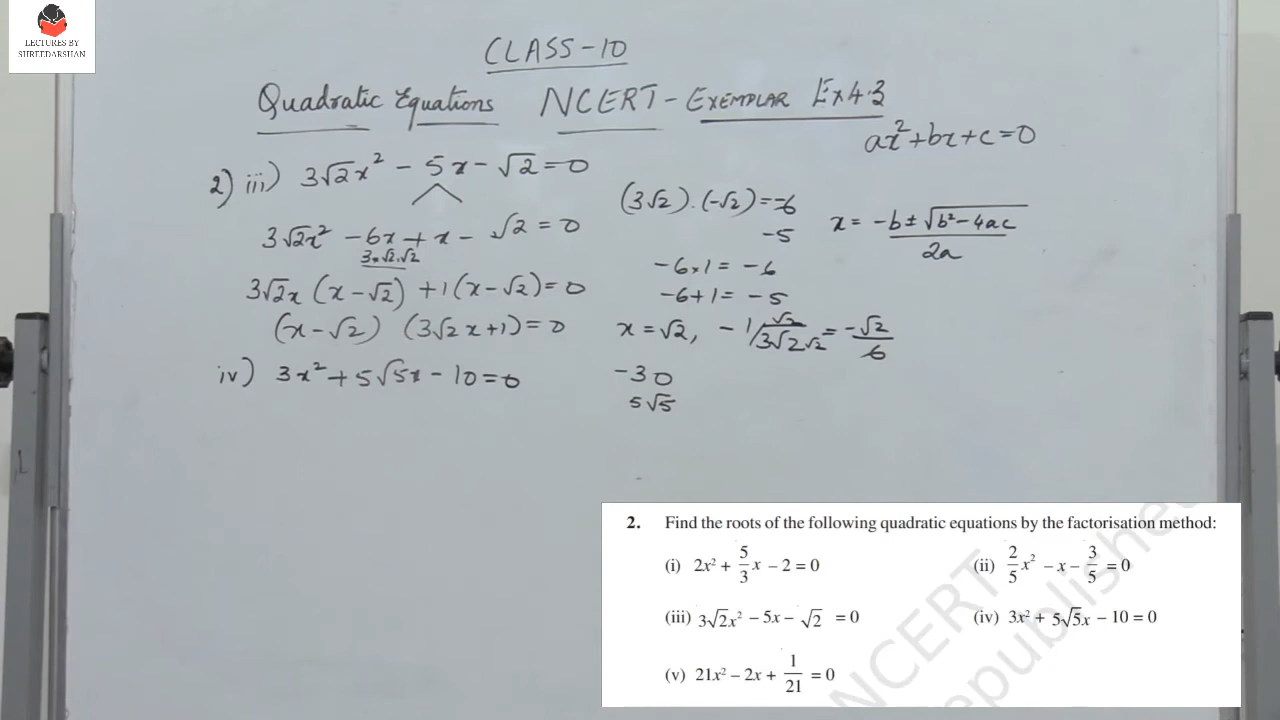 LECTURES BY
SHREEDARSHAN
CLASS-10
Quadratic Equations NCERT - EXEMPLAR Ex4.3
ax²+bx+c=0
2) iii) 3√2x² - 5x - √2=0
(3√2).(-√2)=-6
-5
x = -b±√b²-4ac/2a
3√2x² -6x + x - √2 = 0
3×√2.√2
-6×1 = -6
3√2x (x-√2) +1(x-√2)=0
-6+1= -5
(x-√2) (3√2x+1)=0
x = √2, -1/3√2 √2/√2 = -√2/6
iv) 3x²+5√5x-10=0
-30
5√5
2. Find the roots of the following quadratic equations by the factorisation method:
(i) 2x² + 5/3 x - 2 = 0
(ii) 2/5 x² - x - 3/5 = 0
(iii) 3√2x² - 5x - √2 = 0
(iv) 3x² + 5√5x - 10 = 0
(v) 21x² - 2x + 1/21 = 0
NCERT
republished